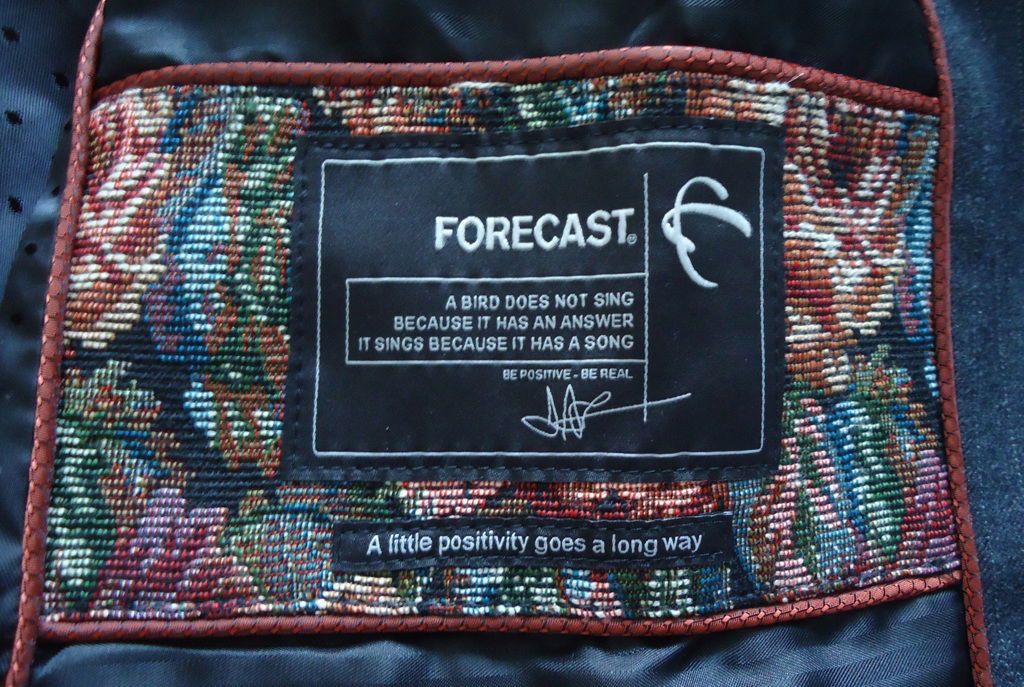 FORECAST®
A BIRD DOES NOT SING
BECAUSE IT HAS AN ANSWER
IT SINGS BECAUSE IT HAS A SONG
BE POSITIVE - BE REAL
A little positivity goes a long way